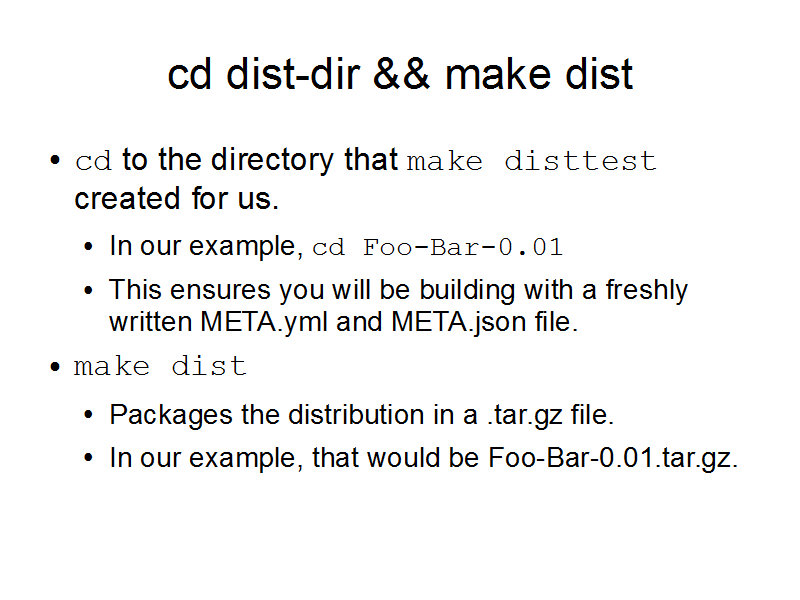 cd dist-dir && make dist
• cd to the directory that make disttest
created for us.
• In our example, cd Foo-Bar-0.01
• This ensures you will be building with a freshly
written META.yml and META.json file.
• make dist
• Packages the distribution in a .tar.gz file.
• In our example, that would be Foo-Bar-0.01.tar.gz.